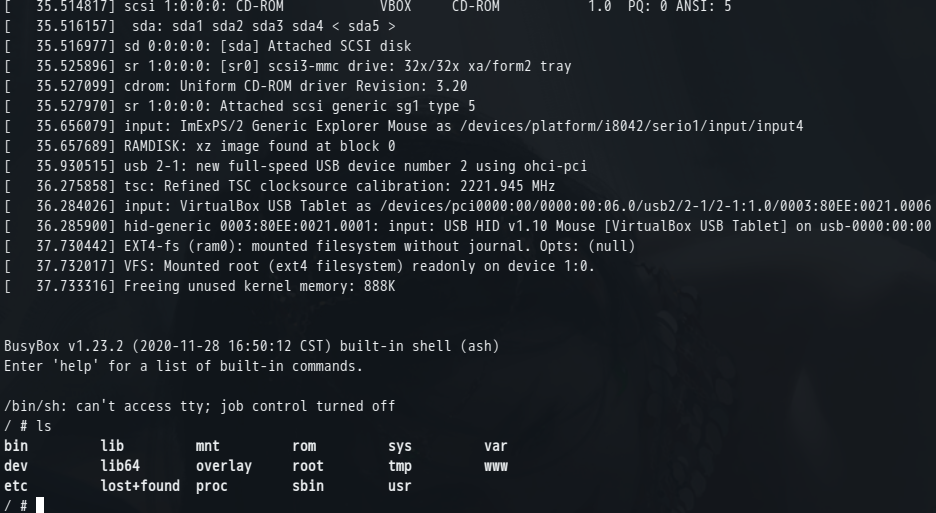 [   35.514817] scsi 1:0:0:0: CD-ROM            VBOX     CD-ROM           1.0  PQ: 0 ANSI: 5
[   35.516157]  sda: sda1 sda2 sda3 sda4 < sda5 >
[   35.516977] sd 0:0:0:0: [sda] Attached SCSI disk
[   35.525896] sr 1:0:0:0: [sr0] scsi3-mmc drive: 32x/32x xa/form2 tray
[   35.527099] cdrom: Uniform CD-ROM driver Revision: 3.20
[   35.527970] sr 1:0:0:0: Attached scsi generic sg1 type 5
[   35.656079] input: ImExPS/2 Generic Explorer Mouse as /devices/platform/i8042/serio1/input/input4
[   35.657689] RAMDISK: xz image found at block 0
[   35.930515] usb 2-1: new full-speed USB device number 2 using ohci-pci
[   36.275858] tsc: Refined TSC clocksource calibration: 2221.945 MHz
[   36.284026] input: VirtualBox USB Tablet as /devices/pci0000:00/0000:00:06.0/usb2/2-1/2-1:1.0/0003:80EE:0021.0006
[   36.285900] hid-generic 0003:80EE:0021.0001: input: USB HID v1.10 Mouse [VirtualBox USB Tablet] on usb-0000:00:00
[   37.730442] EXT4-fs (ram0): mounted filesystem without journal. Opts: (null)
[   37.732017] VFS: Mounted root (ext4 filesystem) readonly on device 1:0.
[   37.733316] Freeing unused kernel memory: 888K
BusyBox v1.23.2 (2020-11-28 16:50:12 CST) built-in shell (ash)
Enter 'help' for a list of built-in commands.
/bin/sh: can't access tty; job control turned off
/ # ls
bin         lib         mnt         rom         sys         var
dev         lib64       overlay     root        tmp         www
etc         lost+found  proc        sbin        usr
/ #